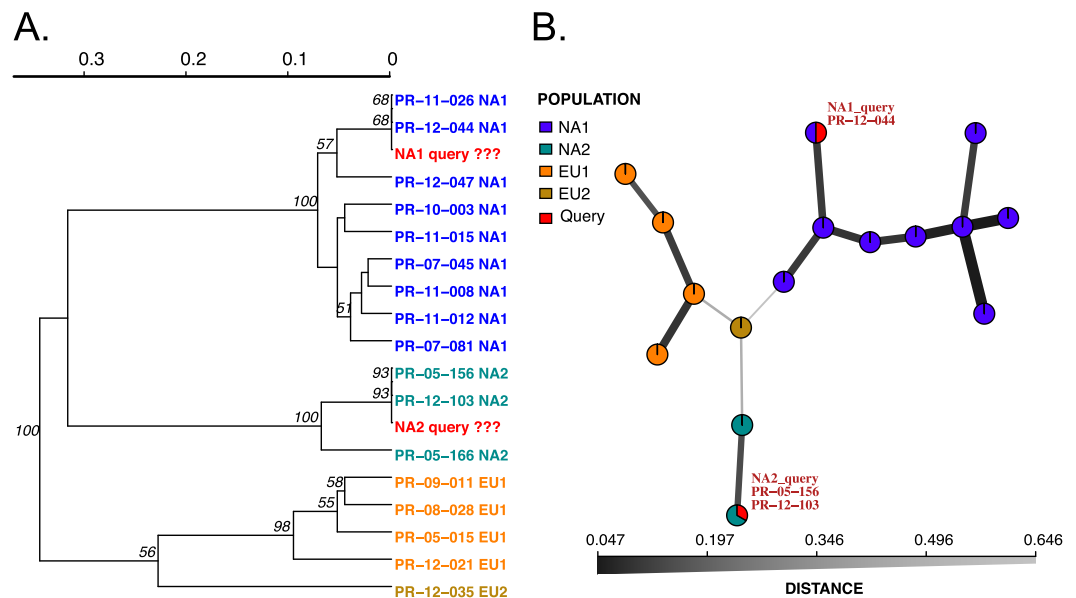 A.
0.3 0.2 0.1 0
68
PR−11−026 NA1
68
PR−12−044 NA1
NA1 query ???
57
PR−12−047 NA1
100
PR−10−003 NA1
PR−11−015 NA1
PR−07−045 NA1
PR−11−008 NA1
51
PR−11−012 NA1
PR−07−081 NA1
93
PR−05−156 NA2
93
PR−12−103 NA2
100
NA2 query ???
100
PR−05−166 NA2
58
PR−09−011 EU1
55
PR−08−028 EU1
98
PR−05−015 EU1
56
PR−12−021 EU1
PR−12−035 EU2
B.
POPULATION
NA1
NA2
EU1
EU2
Query
NA1_query
PR−12−044
NA2_query
PR−05−156
PR−12−103
0.047 0.197 0.346 0.496 0.646
DISTANCE